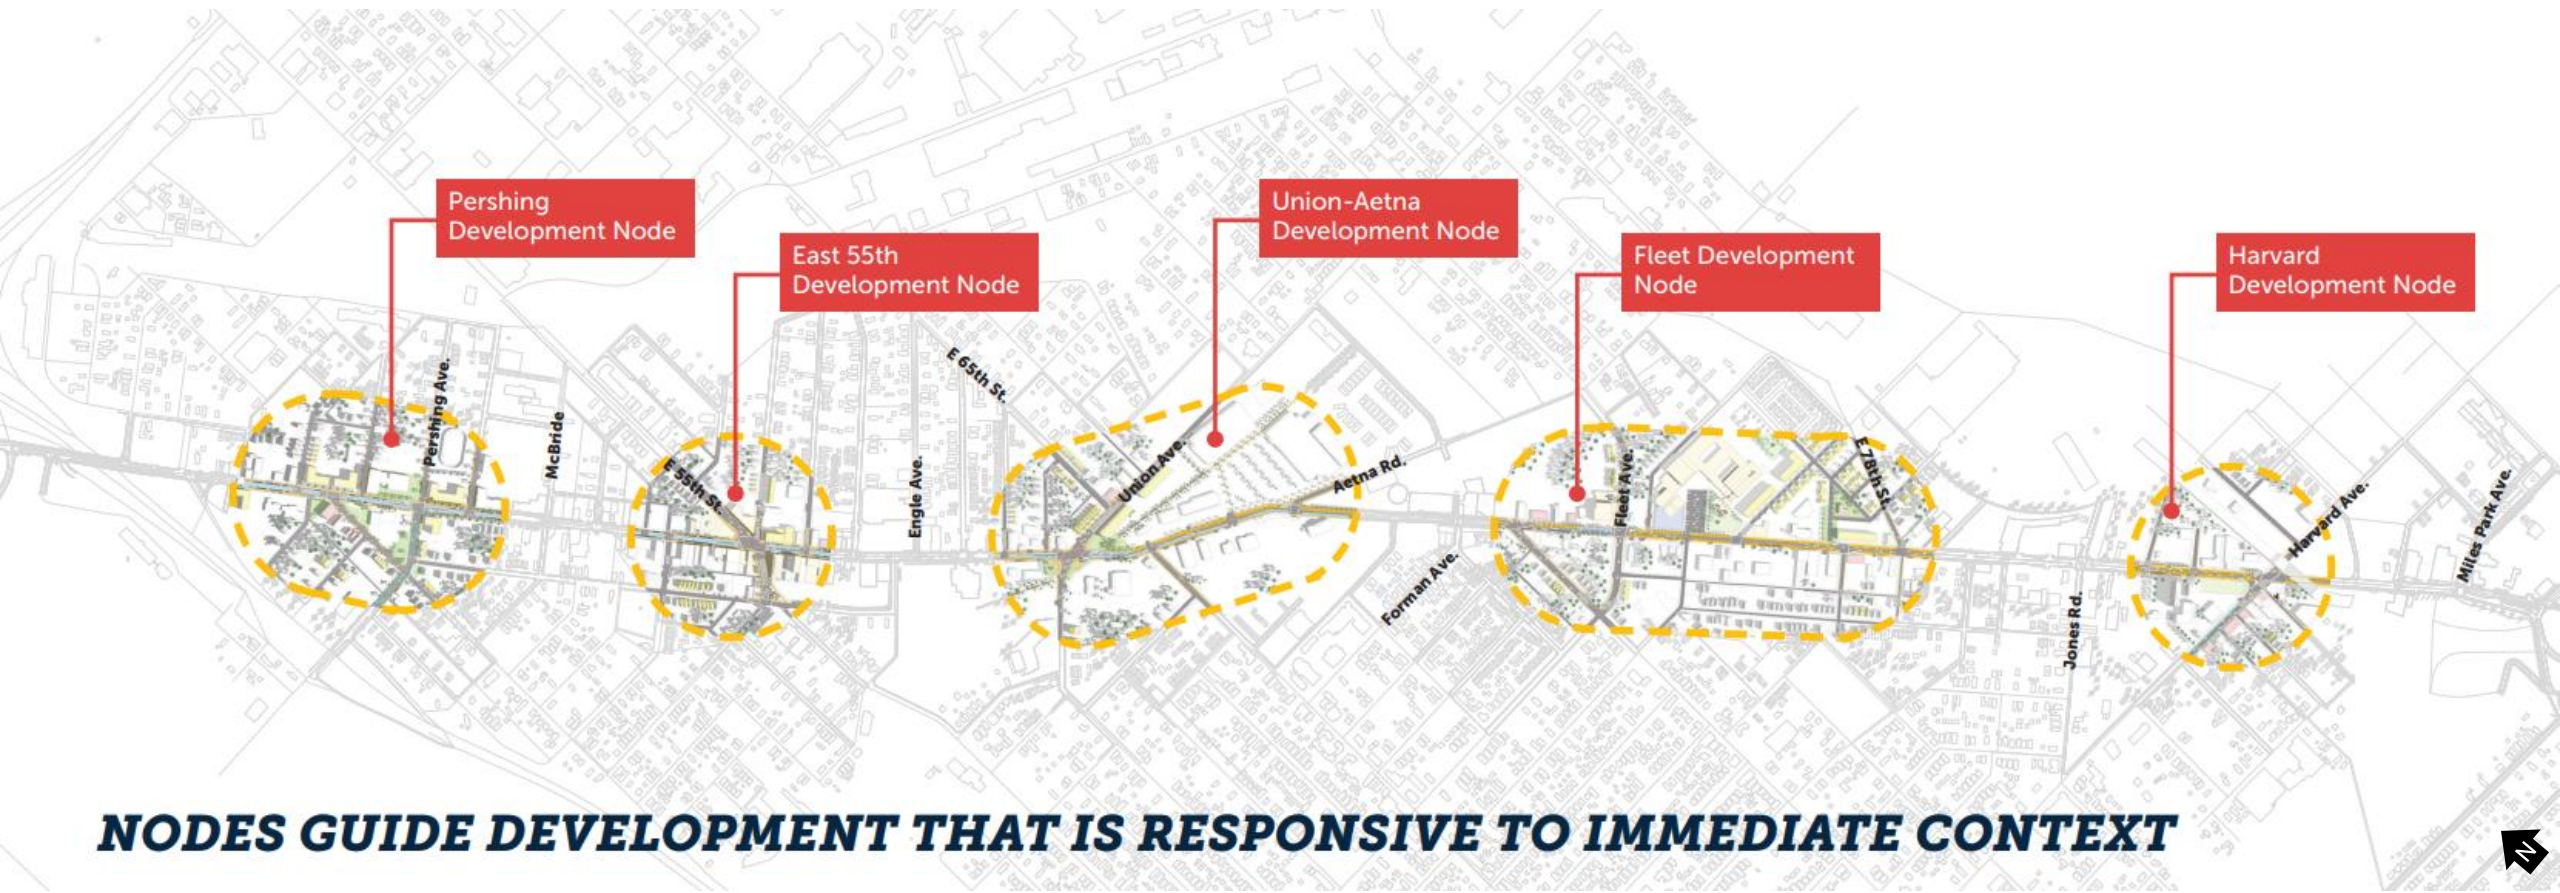 Pershing
Development Node
East 55th
Development Node
Union-Aetna
Development Node
Fleet Development
Node
Harvard
Development Node
Pershing Ave.
McBride
E 55th St.
Engle Ave.
E 65th St.
Union Ave.
Aetna Rd.
Forman Ave.
Fleet Ave.
E 78th St.
Jones Rd.
Harvard Ave.
Miles Park Ave.
NODES GUIDE DEVELOPMENT THAT IS RESPONSIVE TO IMMEDIATE CONTEXT
N